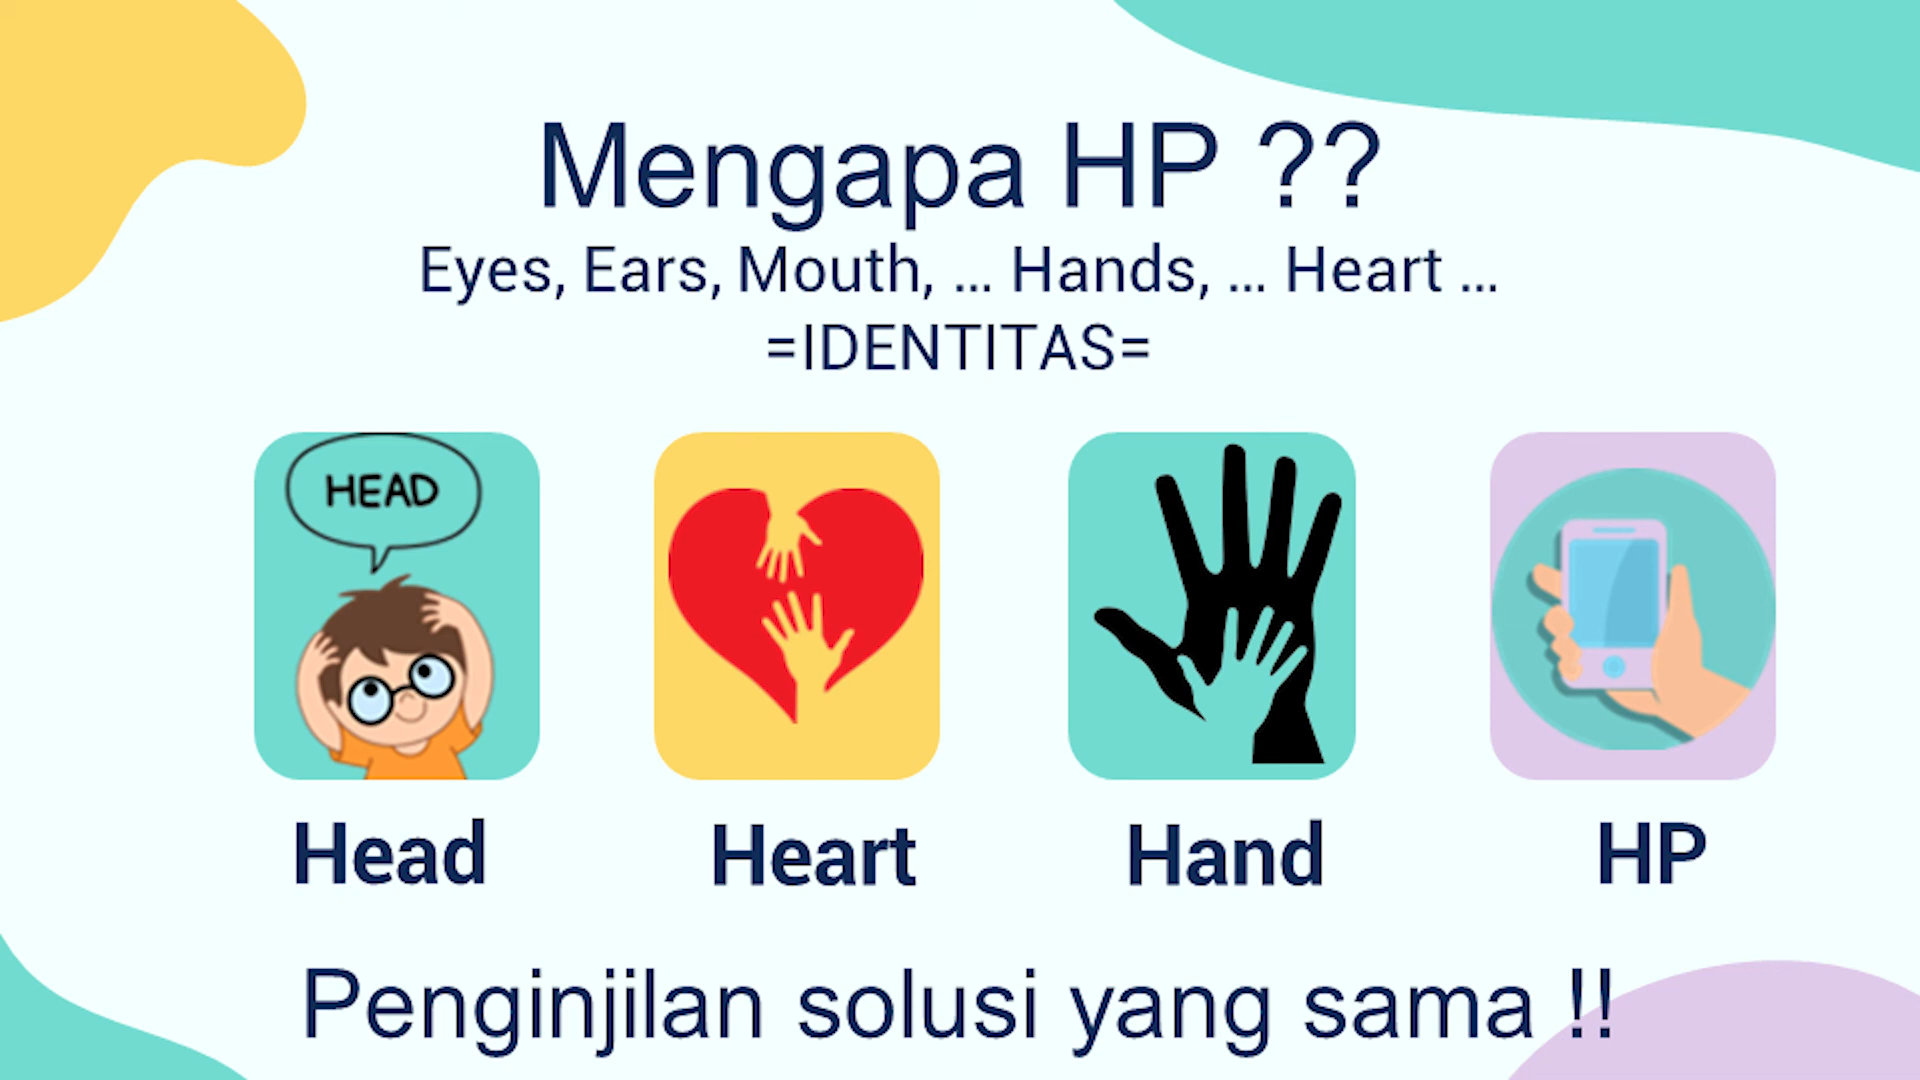 Mengapa HP ??
Eyes, Ears, Mouth, ... Hands, ... Heart ...
=IDENTITAS=
HEAD
Head
Heart
Hand
HP
Penginjilan solusi yang sama !!